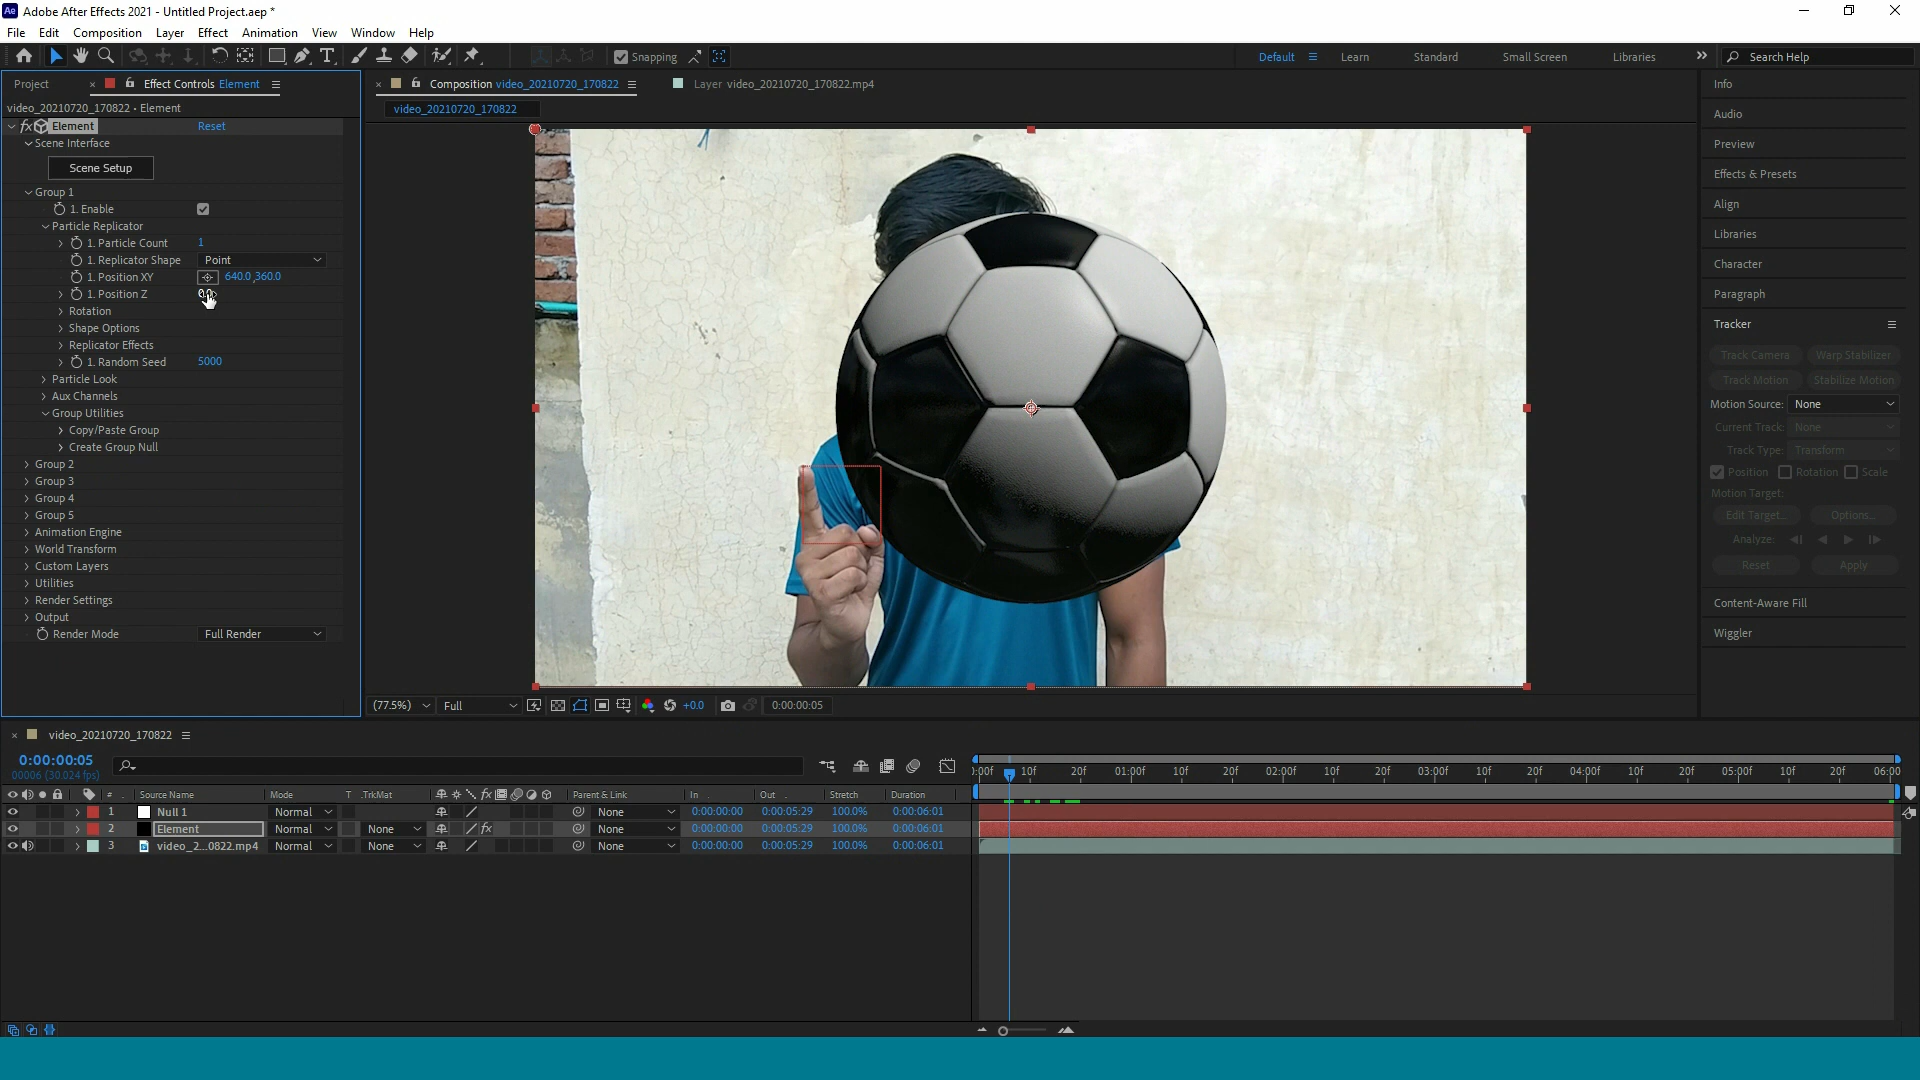 Ae Adobe After Effects 2021 - Untitled Project.aep *
File Edit Composition Layer Effect Animation View Window Help
Snapping Default Learn Standard Small Screen Libraries Search Help
Project Effect Controls Element
video_20210720_170822 • Element
fx Element Reset
Scene Interface
Scene Setup
Group 1
1. Enable
Particle Replicator
1. Particle Count 1
1. Replicator Shape Point
1. Position XY 640.0,360.0
1. Position Z
Rotation
Shape Options
Replicator Effects
1. Random Seed 5000
Particle Look
Aux Channels
Group Utilities
Copy/Paste Group
Create Group Null
Group 2
Group 3
Group 4
Group 5
Animation Engine
World Transform
Custom Layers
Utilities
Render Settings
Output
Render Mode Full Render
Composition video_20210720_170822 Layer video_20210720_170822.mp4
video_20210720_170822
(77.5%) Full +0.0 0:00:00:05
Info
Audio
Preview
Effects & Presets
Align
Libraries
Character
Paragraph
Tracker
Track Camera Warp Stabilizer
Track Motion Stabilize Motion
Motion Source: None
Current Track: None
Track Type: Transform
Position Rotation Scale
Motion Target:
Edit Target... Options...
Analyze:
Reset Apply
Content-Aware Fill
Wiggler
video_20210720_170822
0:00:00:05
00006 (30.024 fps)
):00f 10f 20f 01:00f 10f 20f 02:00f 10f 20f 03:00f 10f 20f 04:00f 10f 20f 05:00f 10f 20f 06:00
# Source Name Mode T .TrkMat fx Parent & Link In Out Stretch Duration
1 Null 1 Normal None 0:00:00:00 0:00:05:29 100.0% 0:00:06:01
2 Element Normal None fx None 0:00:00:00 0:00:05:29 100.0% 0:00:06:01
3 video_2...0822.mp4 Normal None None 0:00:00:00 0:00:05:29 100.0% 0:00:06:01